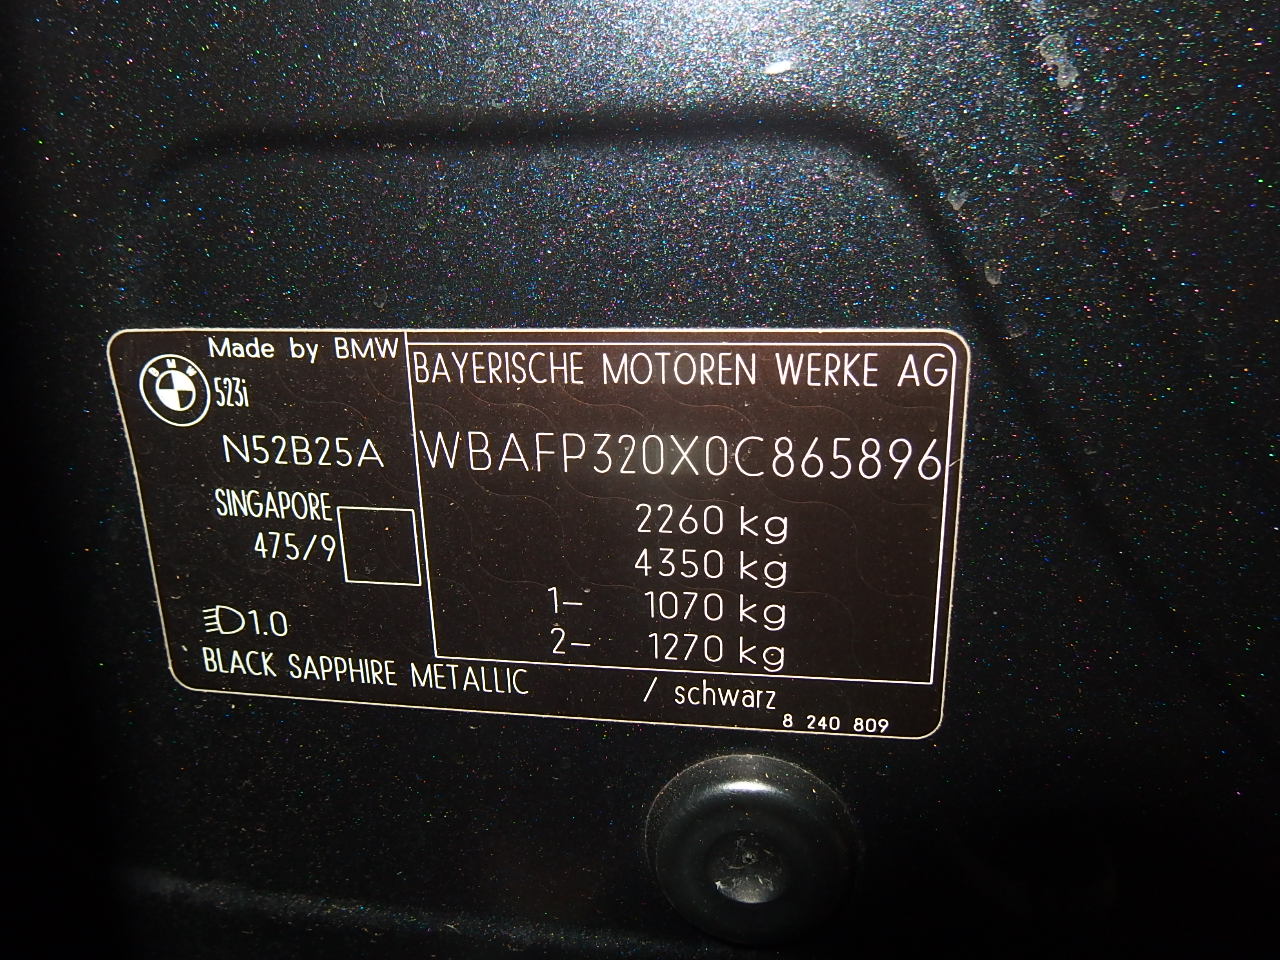 Made by BMW
BMW
523i
N52B25A
SINGAPORE
475/9
1.0
BLACK SAPPHIRE METALLIC / schwarz
BAYERISCHE MOTOREN WERKE AG
WBAFP320X0C865896
2260 kg
4350 kg
1- 1070 kg
2- 1270 kg
8 240 809